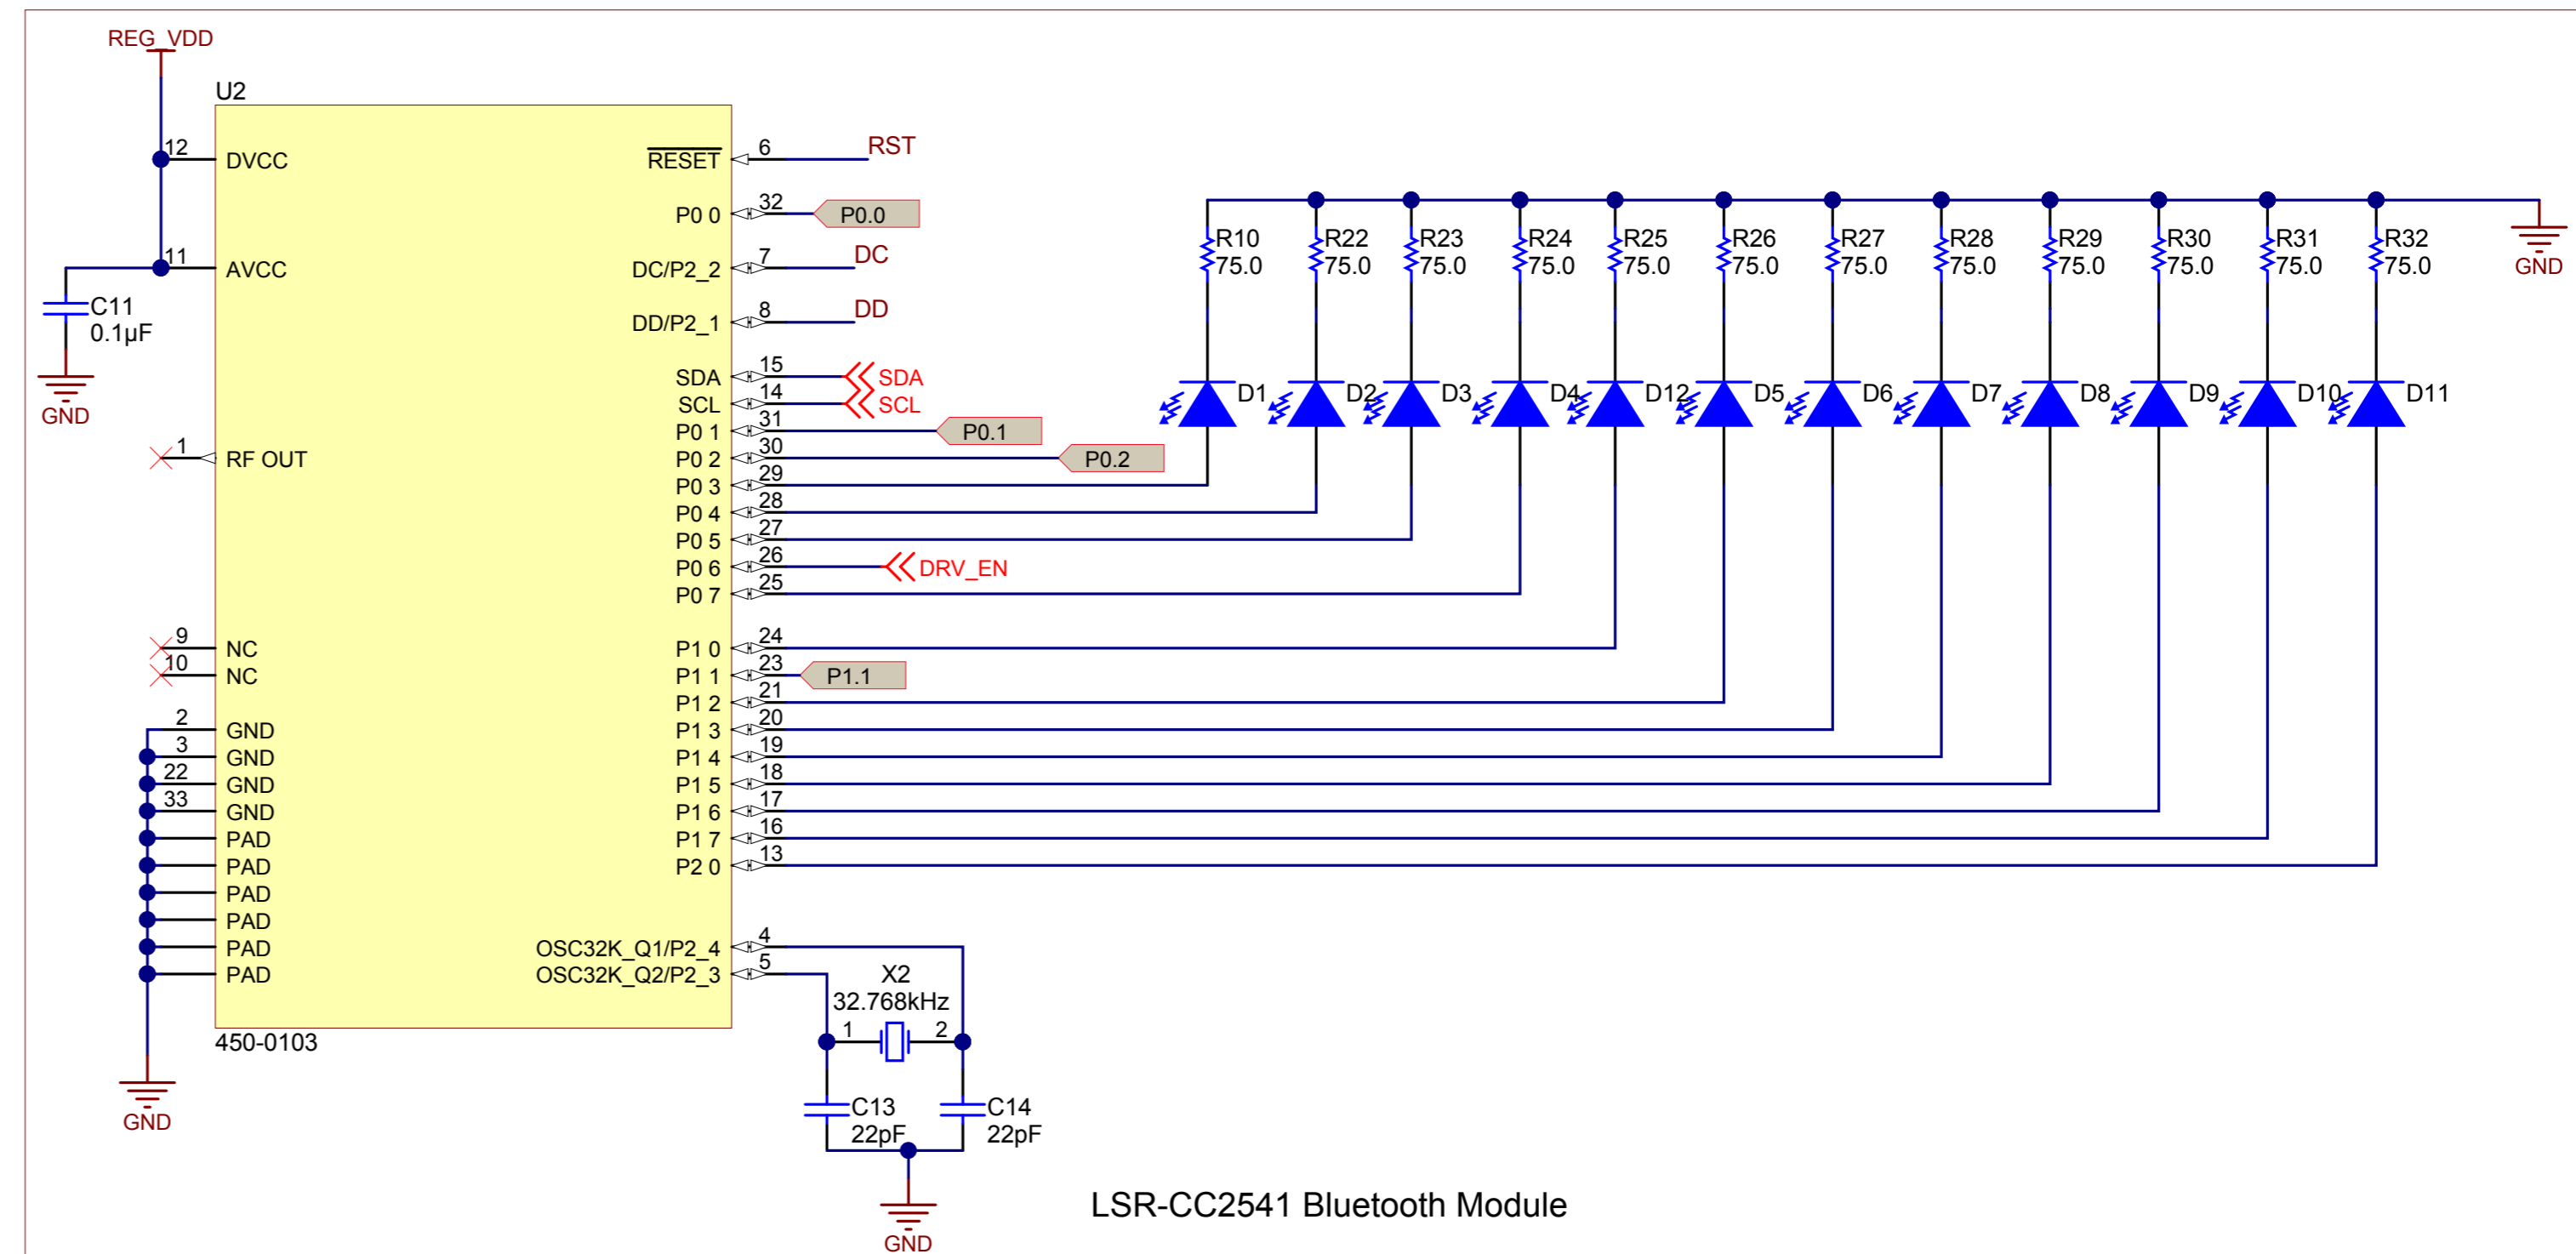 REG_VDD
U2
12 DVCC
11 AVCC
C11
0.1µF
GND
1 RF OUT
9 NC
10 NC
2 GND
3 GND
22 GND
33 GND
PAD
PAD
PAD
PAD
PAD
PAD
GND
450-0103
RESET 6 RST
P0 0 32 P0.0
DC/P2_2 7 DC
DD/P2_1 8 DD
SDA 15 SDA
SCL 14 SCL
P0 1 31 P0.1
P0 2 30 P0.2
P0 3 29
P0 4 28
P0 5 27
P0 6 26 DRV_EN
P0 7 25
P1 0 24
P1 1 23 P1.1
P1 2 21
P1 3 20
P1 4 19
P1 5 18
P1 6 17
P1 7 16
P2 0 13
OSC32K_Q1/P2_4 4
OSC32K_Q2/P2_3 5
X2
32.768kHz
1 2
C13 C14
22pF 22pF
GND
R10 R22 R23 R24 R25 R26 R27 R28 R29 R30 R31 R32
75.0 75.0 75.0 75.0 75.0 75.0 75.0 75.0 75.0 75.0 75.0 75.0
GND
D1 D2 D3 D4 D12 D5 D6 D7 D8 D9 D10 D11
LSR-CC2541 Bluetooth Module